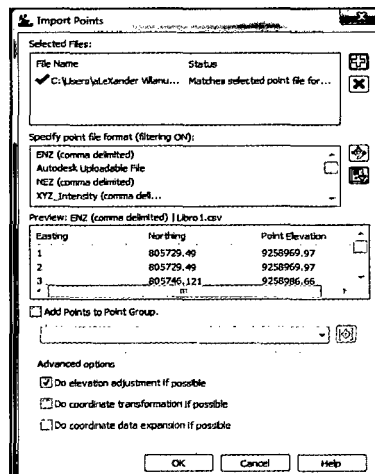 Import Points
Selected Files:
File Name Status
C:\Users\aLeXander Villanu... Matches selected point file for...
Specify point file format (filtering ON):
ENZ (comma delimited)
Autodesk Uploadable File
NEZ (comma delimited)
XYZ_Intensity (comma deli...
Preview: ENZ (comma delimited) | Libro1.csv
Easting Northing Point Elevation
1 805729.49 9258969.97
2 805729.49 9258969.97
3 805746.121 9258986.66
Add Points to Point Group.
Advanced options
Do elevation adjustment if possible
Do coordinate transformation if possible
Do coordinate data expansion if possible
OK Cancel Help